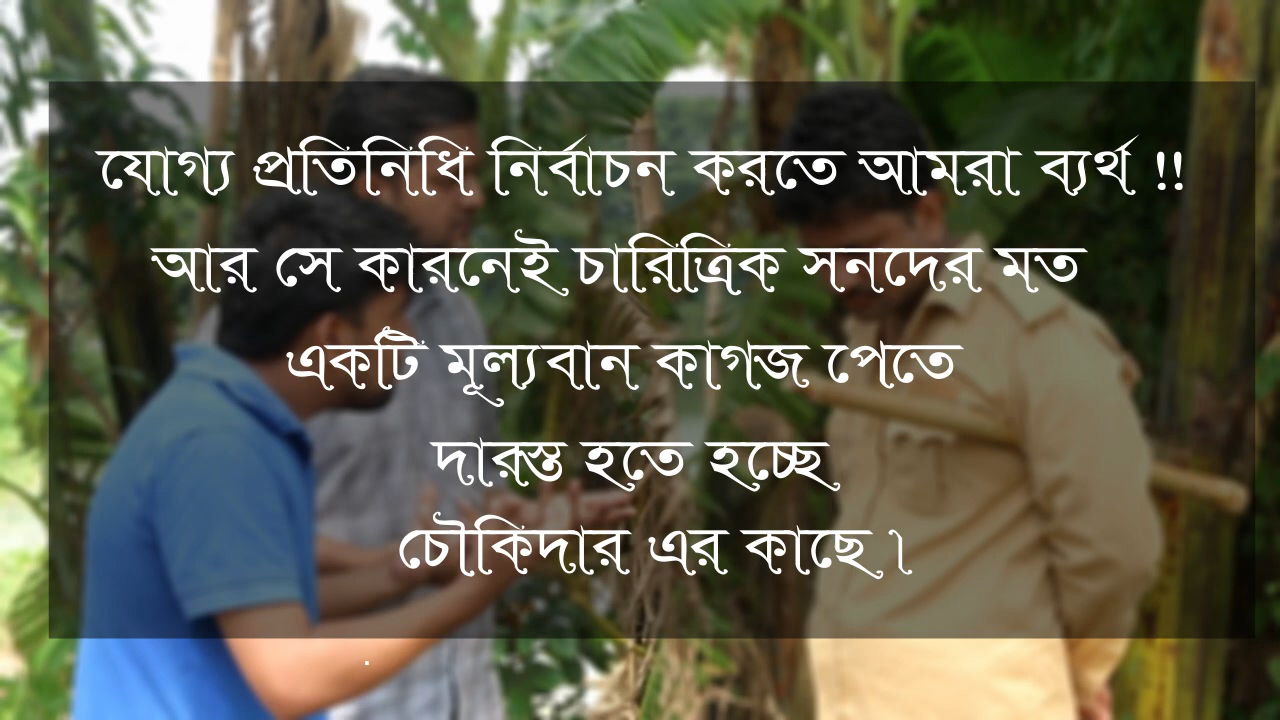 যোগ্য প্রতিনিধি নির্বাচন করতে আমরা ব্যর্থ !!
আর সে কারনেই চারিত্রিক সনদের মত
একটি মূল্যবান কাগজ পেতে
দারস্ত হতে হচ্ছে
চৌকিদার এর কাছে।
.